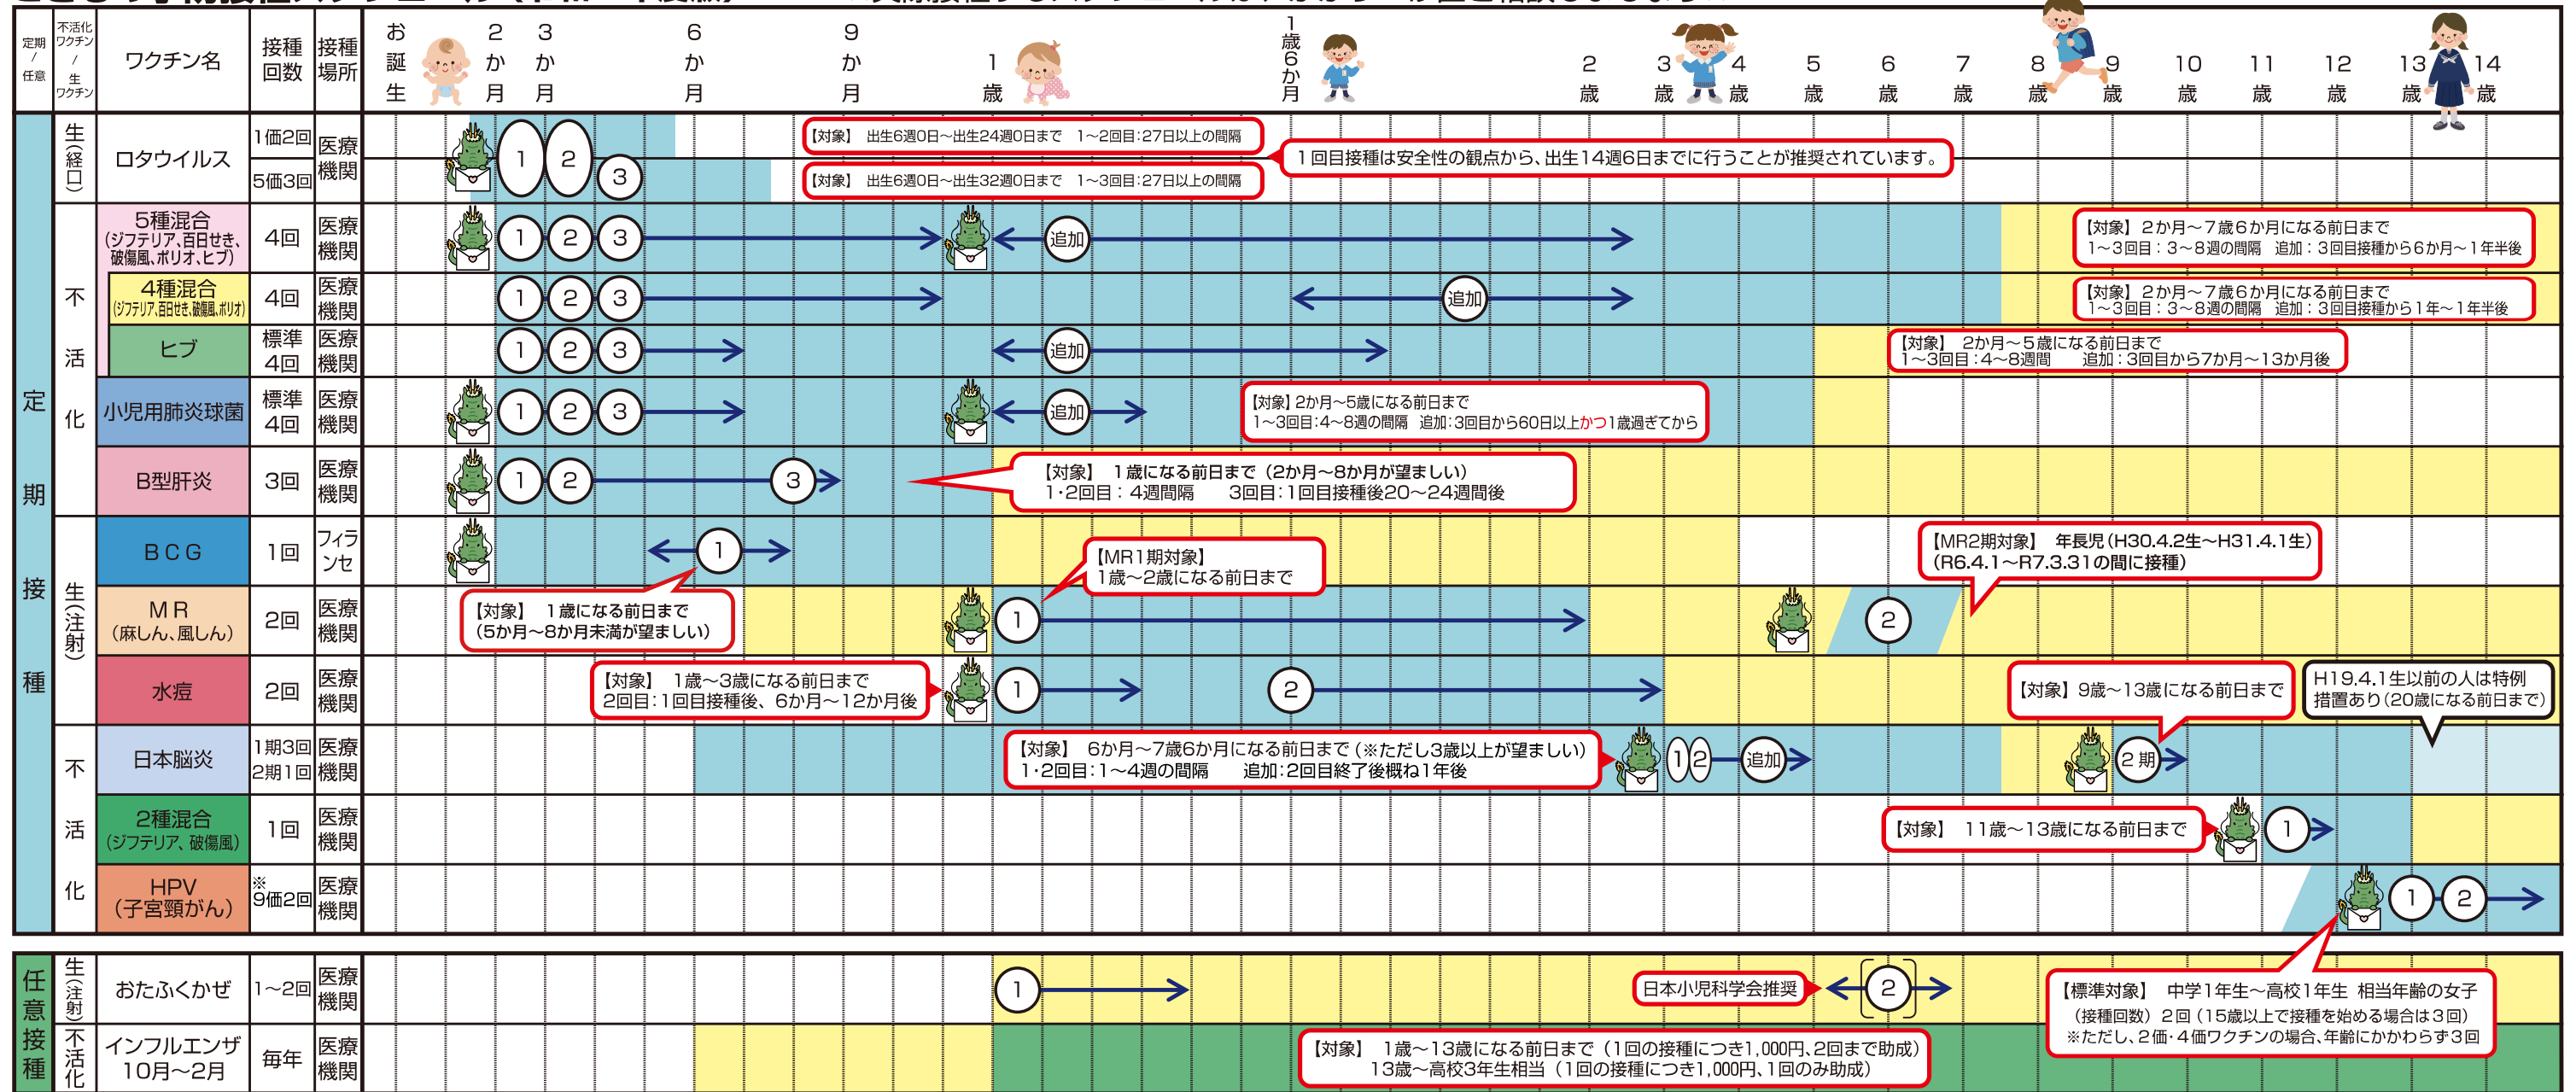 定期
/
任意
不活化
ワクチン
/
生
ワクチン
ワクチン名
接種
回数
接種
場所
お誕生
2か月
3か月
6か月
9か月
1歳
1歳6か月
2歳
3歳
4歳
5歳
6歳
7歳
8歳
9歳
10歳
11歳
12歳
13歳
14歳
定期接種
生(経口)
ロタウイルス
1価2回
5価3回
医療
機関
1
2
3
【対象】 出生6週0日～出生24週0日まで 1～2回目:27日以上の間隔
【対象】 出生6週0日～出生32週0日まで 1～3回目:27日以上の間隔
1回目接種は安全性の観点から、出生14週6日までに行うことが推奨されています。
不活化
5種混合
(ジフテリア、百日せき、
破傷風、ポリオ、ヒブ)
4回
医療
機関
1
2
3
追加
【対象】 2か月～7歳6か月になる前日まで
1～3回目:3～8週の間隔 追加:3回目接種から6か月～1年半後
4種混合
(ジフテリア、百日せき、破傷風、ポリオ)
4回
医療
機関
1
2
3
追加
【対象】 2か月～7歳6か月になる前日まで
1～3回目:3～8週の間隔 追加:3回目接種から1年～1年半後
ヒブ
標準
4回
医療
機関
1
2
3
追加
【対象】 2か月～5歳になる前日まで
1～3回目:4～8週間 追加:3回目から7か月～13か月後
小児用肺炎球菌
標準
4回
医療
機関
1
2
3
追加
【対象】2か月～5歳になる前日まで
1～3回目:4～8週の間隔 追加:3回目から60日以上かつ1歳過ぎてから
B型肝炎
3回
医療
機関
1
2
3
【対象】 1歳になる前日まで(2か月～8か月が望ましい)
1・2回目:4週間隔 3回目:1回目接種後20～24週間後
生(注射)
BCG
1回
フィラ
ンセ
1
【対象】 1歳になる前日まで
(5か月～8か月未満が望ましい)
MR
(麻しん、風しん)
2回
医療
機関
1
【MR1期対象】
1歳～2歳になる前日まで
2
【MR2期対象】 年長児(H30.4.2生～H31.4.1生)
(R6.4.1～R7.3.31の間に接種)
水痘
2回
医療
機関
【対象】 1歳～3歳になる前日まで
2回目:1回目接種後、6か月～12か月後
1
2
不活化
日本脳炎
1期3回
2期1回
医療
機関
【対象】 6か月～7歳6か月になる前日まで(※ただし3歳以上が望ましい)
1・2回目:1～4週の間隔 追加:2回目終了後概ね1年後
1
2
追加
2期
【対象】9歳～13歳になる前日まで
H19.4.1生以前の人は特例
措置あり(20歳になる前日まで)
2種混合
(ジフテリア、破傷風)
1回
医療
機関
【対象】 11歳～13歳になる前日まで
1
HPV
(子宮頸がん)
※
9価2回
医療
機関
1
2
【標準対象】 中学1年生～高校1年生 相当年齢の女子
(接種回数) 2回(15歳以上で接種を始める場合は3回)
※ただし、2価・4価ワクチンの場合、年齢にかかわらず3回
任意接種
生(注射)
おたふくかぜ
1～2回
医療
機関
1
日本小児科学会推奨
2
不活化
インフルエンザ
10月～2月
毎年
医療
機関
【対象】 1歳～13歳になる前日まで(1回の接種につき1,000円、2回まで助成)
13歳～高校3年生相当(1回の接種につき1,000円、1回のみ助成)